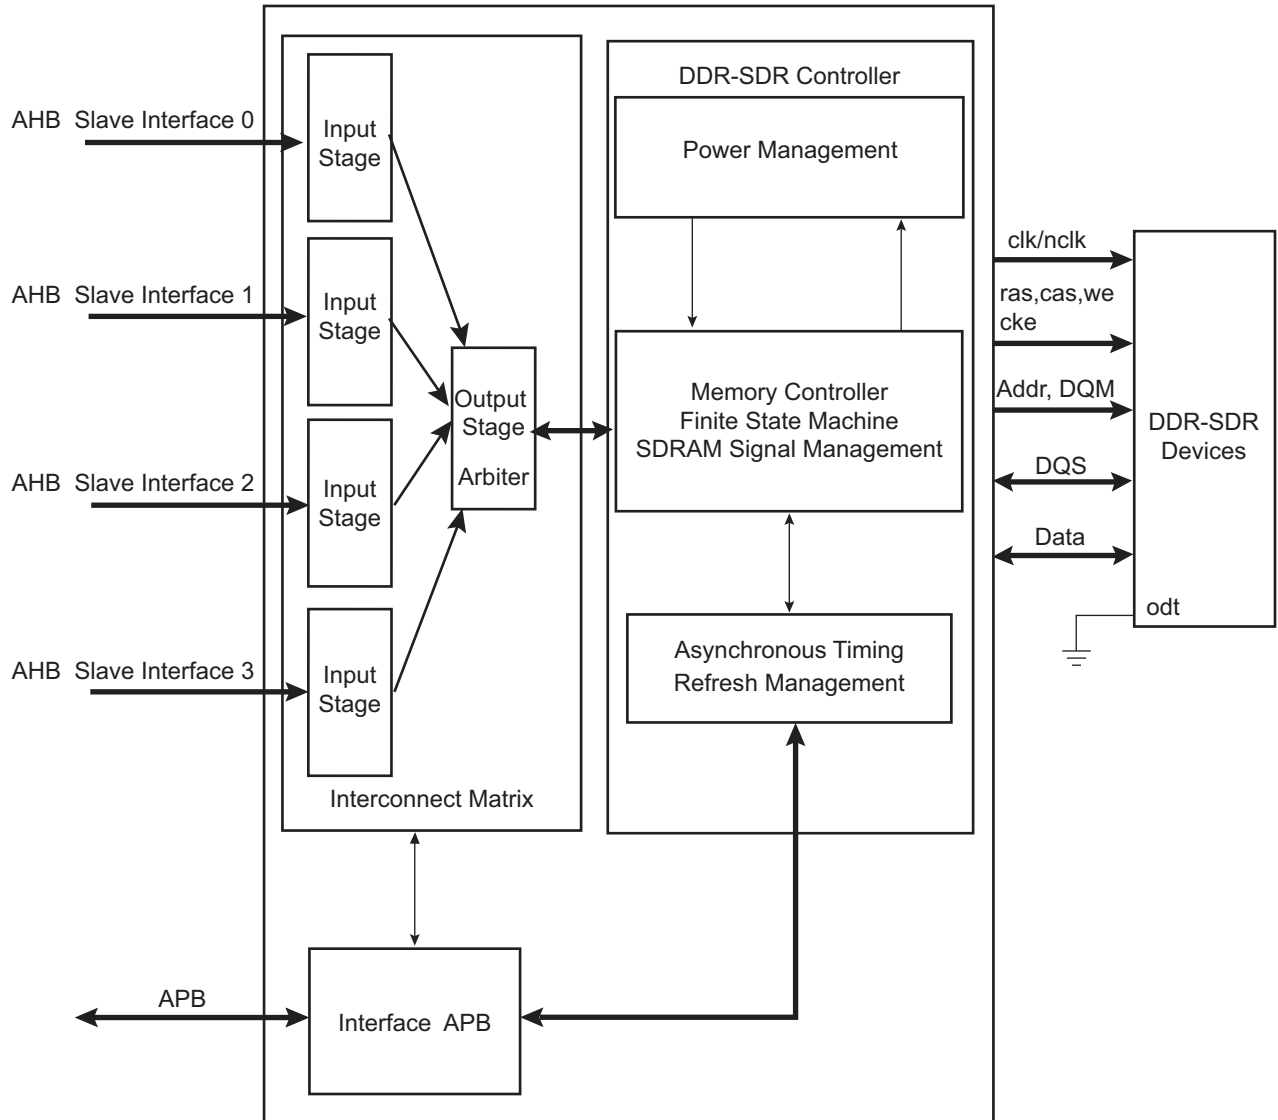 AHB Slave Interface 0
Input
Stage
AHB Slave Interface 1
Input
Stage
AHB Slave Interface 2
Input
Stage
AHB Slave Interface 3
Input
Stage
Output
Stage
Arbiter
Interconnect Matrix
DDR-SDR Controller
Power Management
Memory Controller
Finite State Machine
SDRAM Signal Management
Asynchronous Timing
Refresh Management
clk/nclk
ras,cas,we
cke
Addr, DQM
DQS
Data
DDR-SDR
Devices
odt
APB
Interface APB